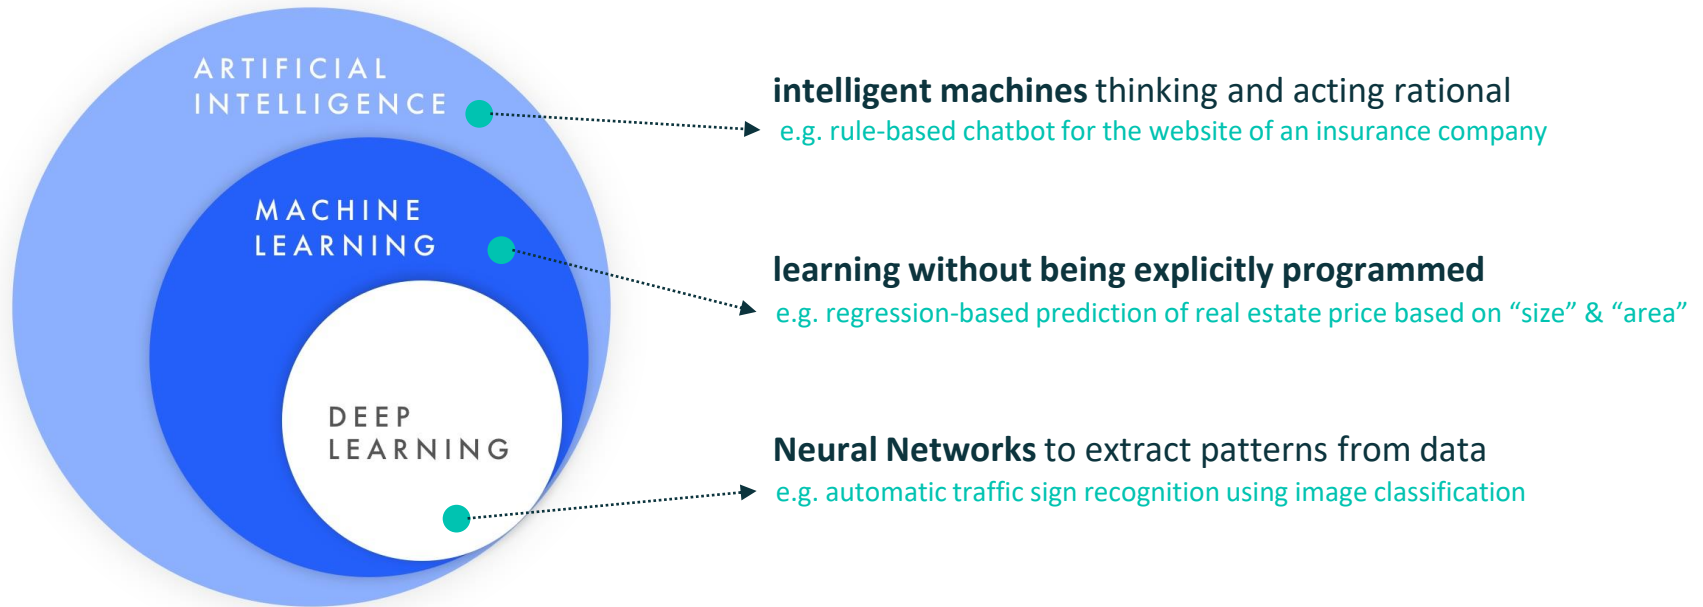 ARTIFICIAL
INTELLIGENCE
intelligent machines thinking and acting rational
e.g. rule-based chatbot for the website of an insurance company
MACHINE
LEARNING
learning without being explicitly programmed
e.g. regression-based prediction of real estate price based on “size” & “area”
DEEP
LEARNING
Neural Networks to extract patterns from data
e.g. automatic traffic sign recognition using image classification